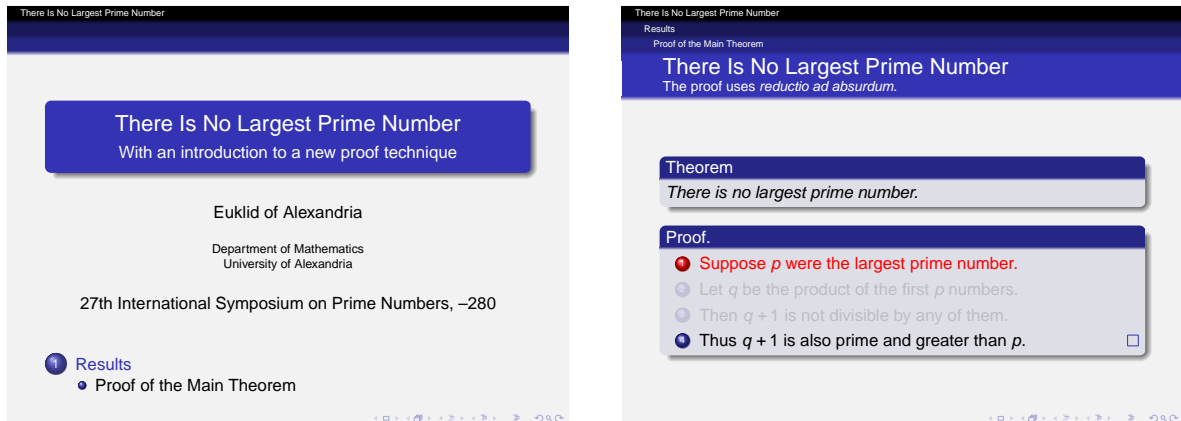 There Is No Largest Prime Number
There Is No Largest Prime Number
With an introduction to a new proof technique
Euklid of Alexandria
Department of Mathematics
University of Alexandria
27th International Symposium on Prime Numbers, –280
1 Results
Proof of the Main Theorem
There Is No Largest Prime Number
Results
Proof of the Main Theorem
There Is No Largest Prime Number
The proof uses reductio ad absurdum.
Theorem
There is no largest prime number.
Proof.
1 Suppose p were the largest prime number.
2 Let q be the product of the first p numbers.
3 Then q + 1 is not divisible by any of them.
4 Thus q + 1 is also prime and greater than p.